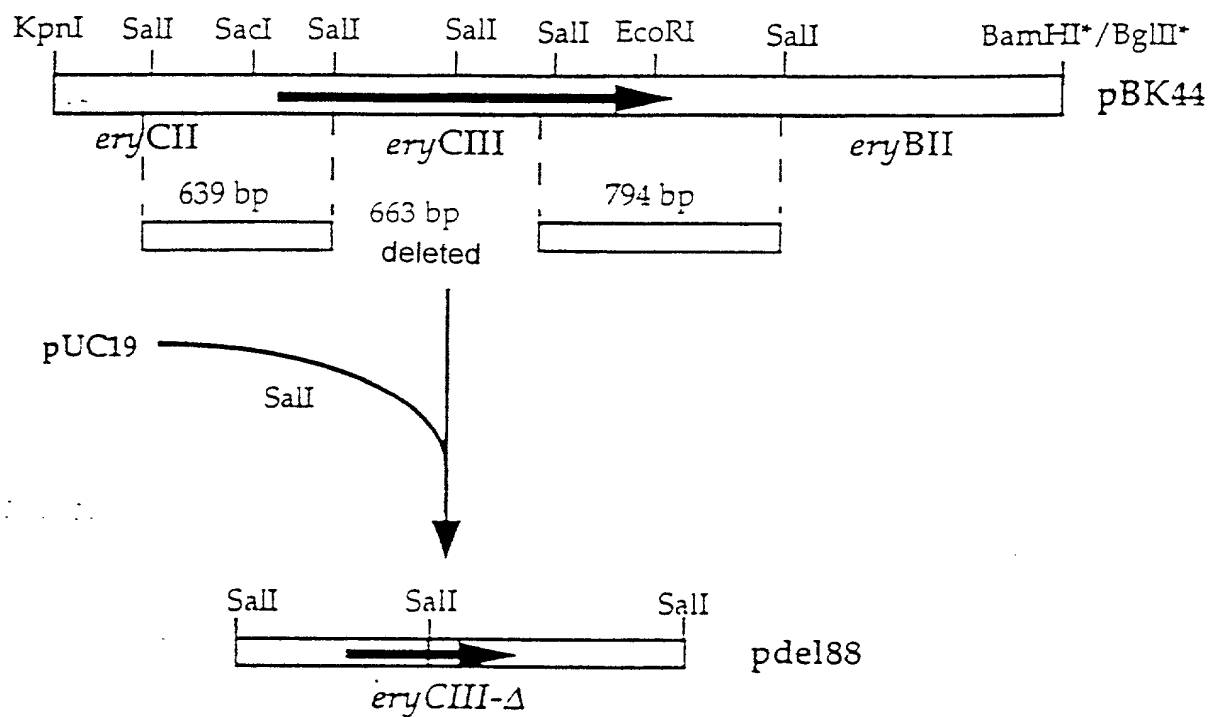 KpnI SalI SacI SalI SalI SalI EcoRI SalI BamHI*/BglII*
pBK44
eryCII eryCIII eryBII
639 bp 663 bp deleted 794 bp
pUC19
SalI
SalI SalI SalI
pdel88
eryCIII-Δ